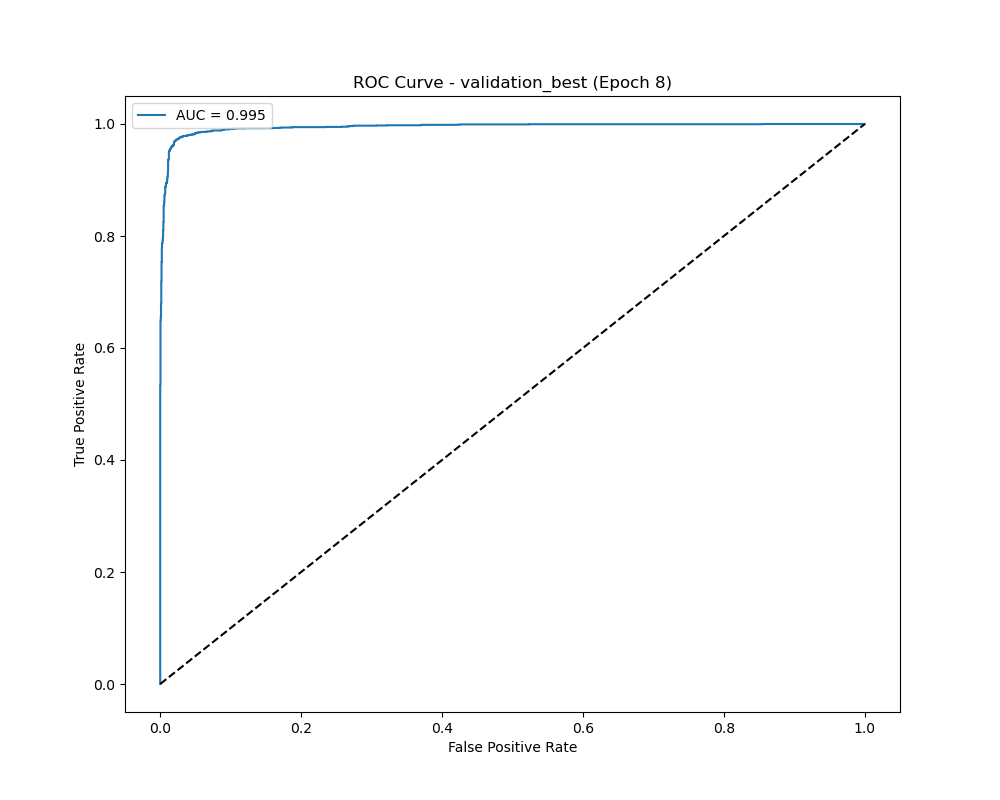 ROC Curve - validation_best (Epoch 8)
AUC = 0.995
1.0
0.8
0.6
0.4
0.2
0.0
True Positive Rate
0.0 0.2 0.4 0.6 0.8 1.0
False Positive Rate